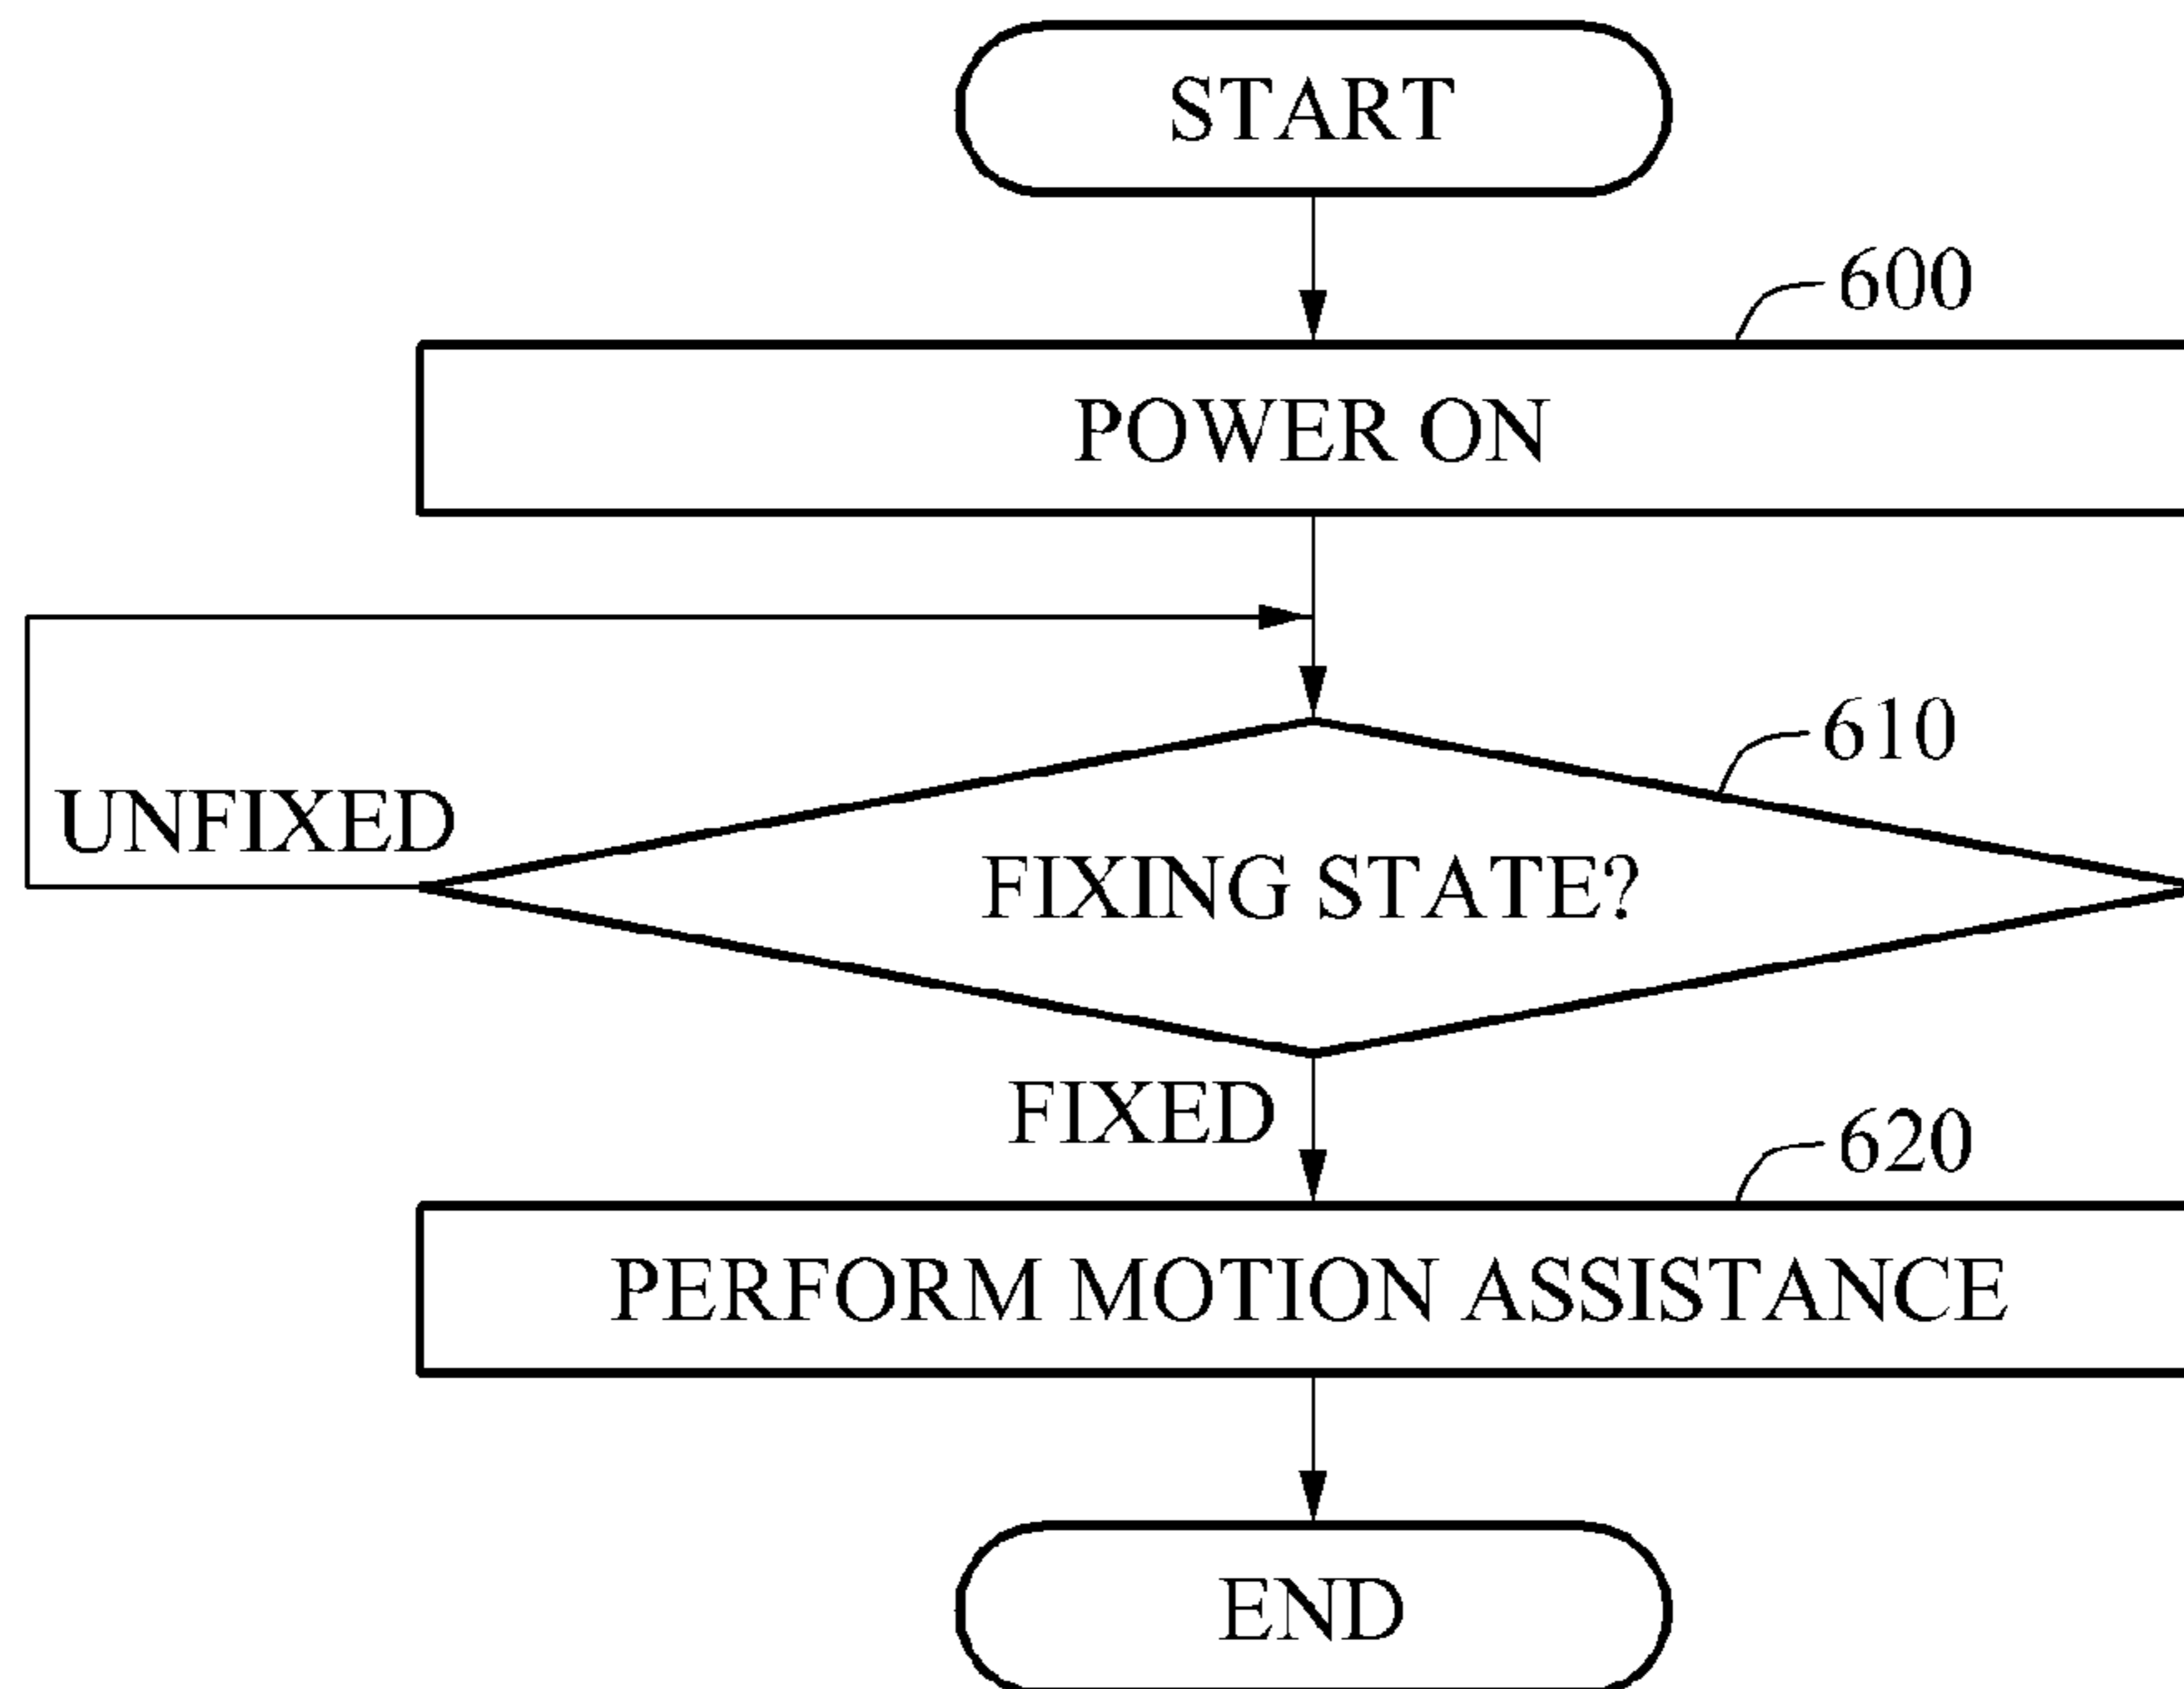 START
600
POWER ON
610
UNFIXED
FIXING STATE?
FIXED
620
PERFORM MOTION ASSISTANCE
END